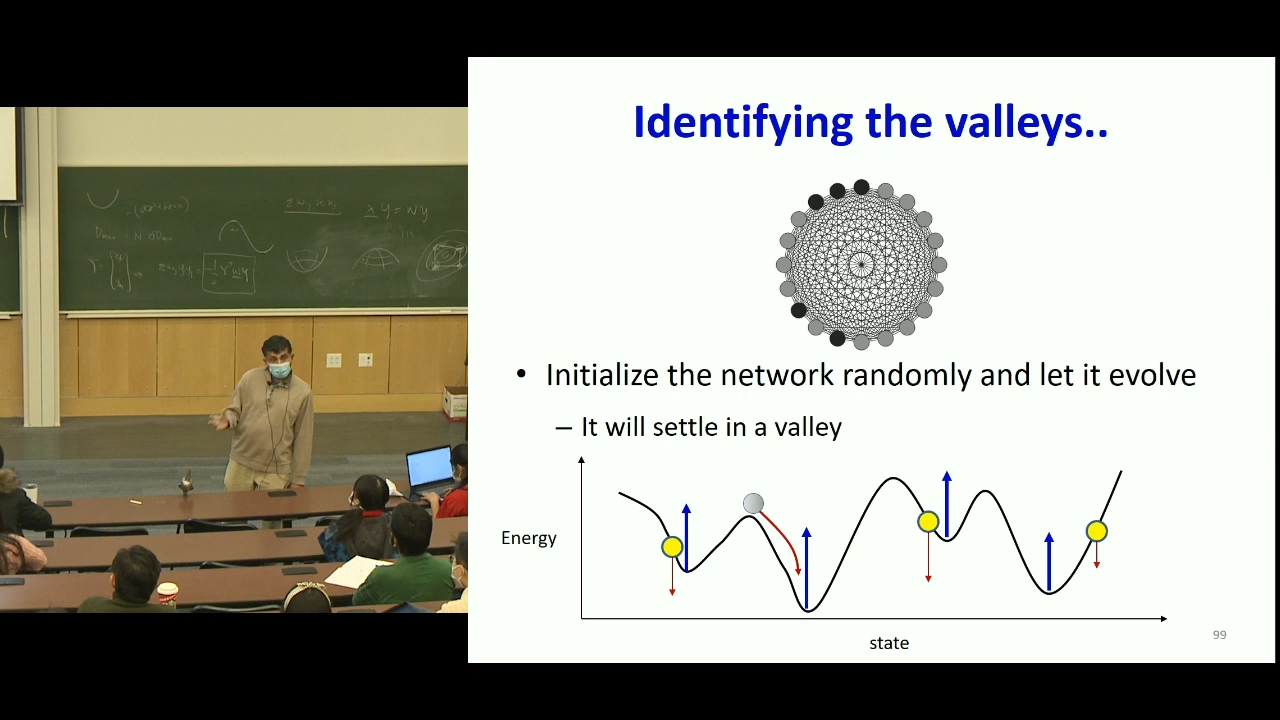 Identifying the valleys..
• Initialize the network randomly and let it evolve
– It will settle in a valley
Energy
state
99